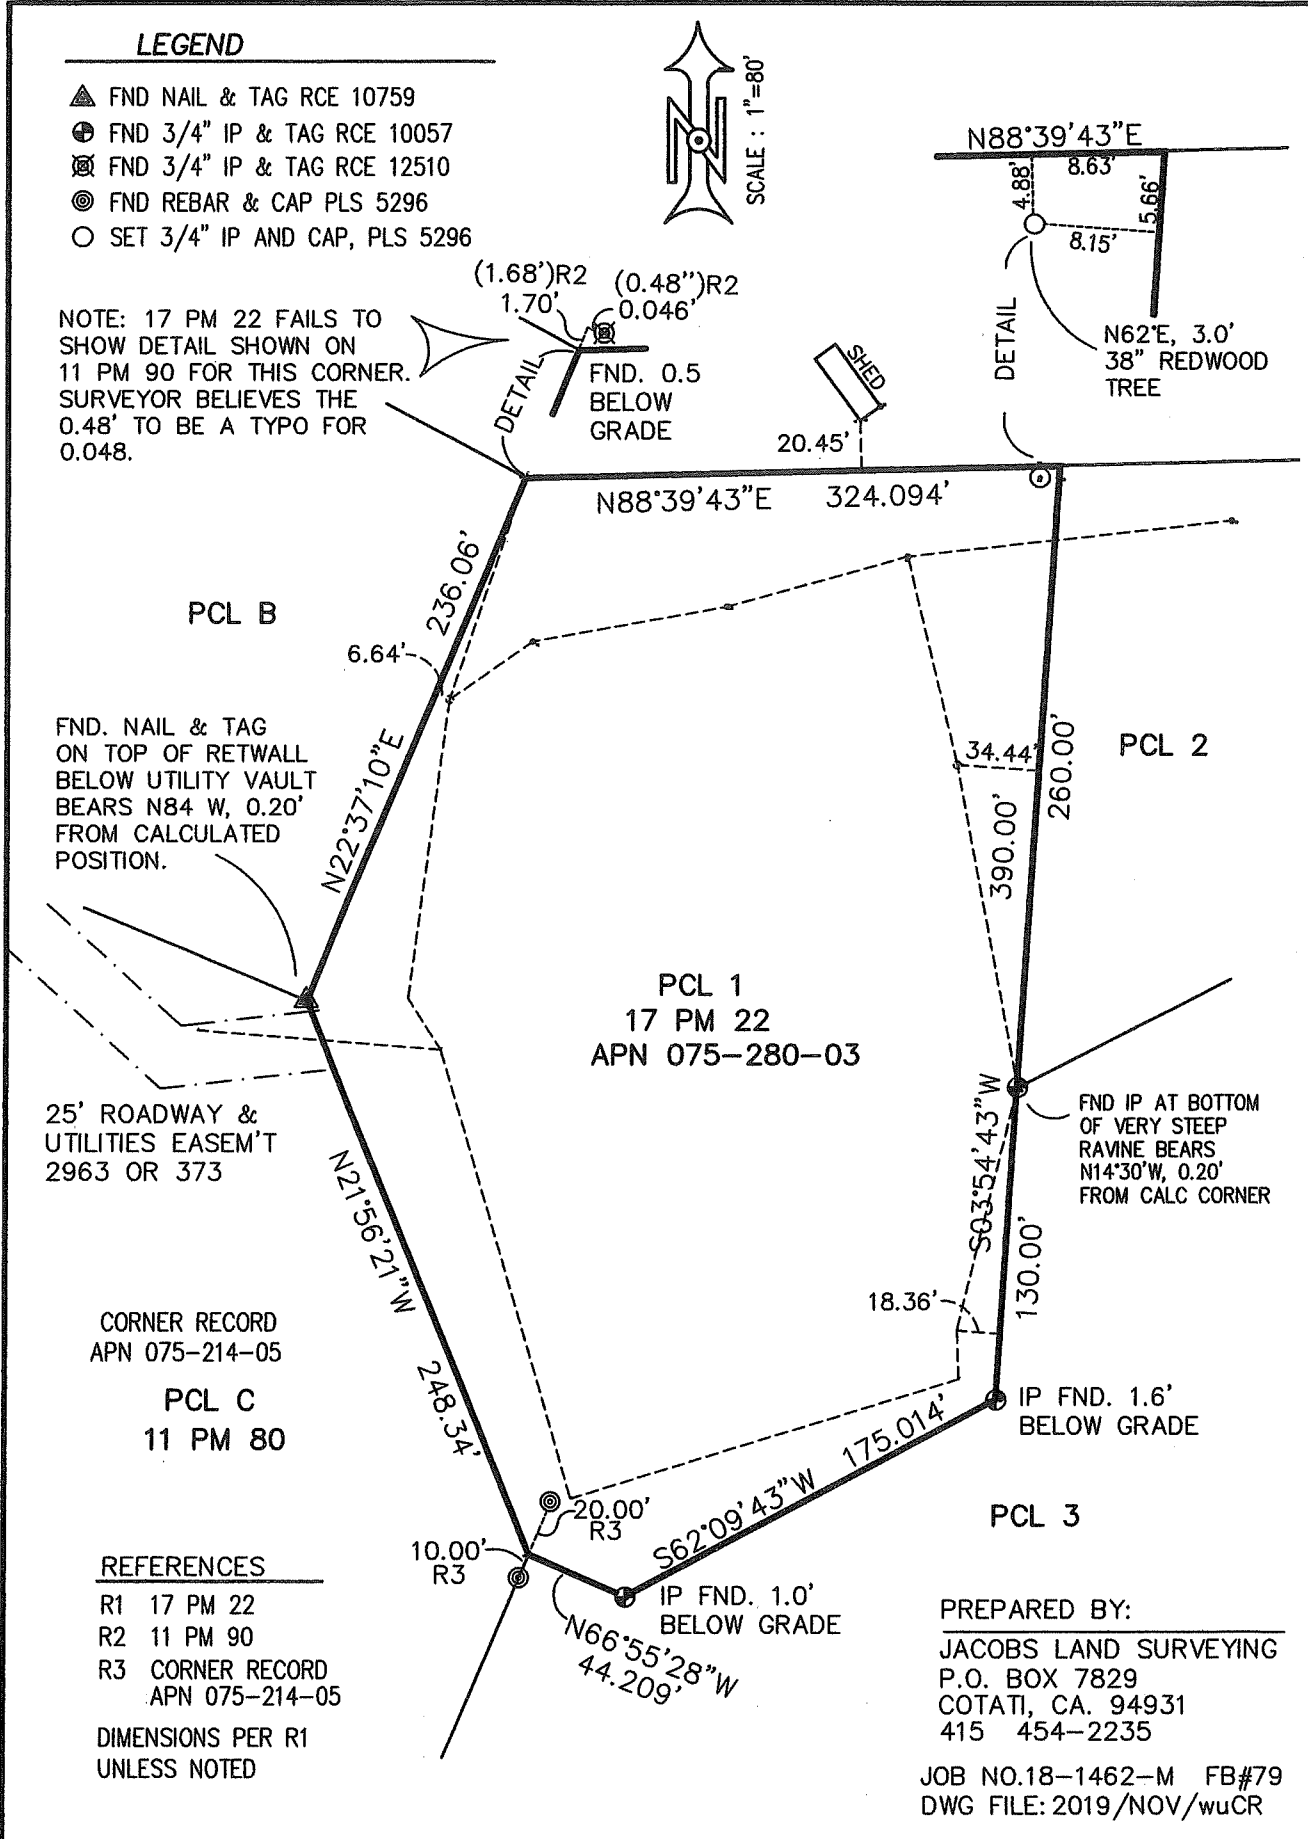 LEGEND
FND NAIL & TAG RCE 10759
FND 3/4" IP & TAG RCE 10057
FND 3/4" IP & TAG RCE 12510
FND REBAR & CAP PLS 5296
SET 3/4" IP AND CAP, PLS 5296
N
SCALE : 1"=80'
N88°39'43"E
8.63'
4.88'
5.66'
8.15'
DETAIL
N62°E, 3.0'
38" REDWOOD
TREE
(1.68')R2
1.70'
(0.48")R2
0.046'
NOTE: 17 PM 22 FAILS TO
SHOW DETAIL SHOWN ON
11 PM 90 FOR THIS CORNER.
SURVEYOR BELIEVES THE
0.48' TO BE A TYPO FOR
0.048.
DETAIL
FND. 0.5
BELOW
GRADE
SHED
20.45'
N88°39'43"E
324.094'
236.06'
PCL B
6.64'
FND. NAIL & TAG
ON TOP OF RETWALL
BELOW UTILITY VAULT
BEARS N84 W, 0.20'
FROM CALCULATED
POSITION.
N22°37'10"E
34.44'
260.00'
390.00'
PCL 2
PCL 1
17 PM 22
APN 075-280-03
25' ROADWAY &
UTILITIES EASEM'T
2963 OR 373
N21°56'21"W
248.34'
S03°54'43"W
FND IP AT BOTTOM
OF VERY STEEP
RAVINE BEARS
N14°30'W, 0.20'
FROM CALC CORNER
130.00'
18.36'
CORNER RECORD
APN 075-214-05
PCL C
11 PM 80
IP FND. 1.6'
BELOW GRADE
175.014'
S62°09'43"W
PCL 3
20.00'
R3
10.00'
R3
IP FND. 1.0'
BELOW GRADE
N66°55'28"W
44.209'
REFERENCES
R1 17 PM 22
R2 11 PM 90
R3 CORNER RECORD
APN 075-214-05
DIMENSIONS PER R1
UNLESS NOTED
PREPARED BY:
JACOBS LAND SURVEYING
P.O. BOX 7829
COTATI, CA. 94931
415 454-2235
JOB NO.18-1462-M FB#79
DWG FILE: 2019/NOV/wuCR